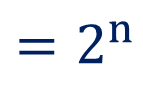 = 2ⁿ